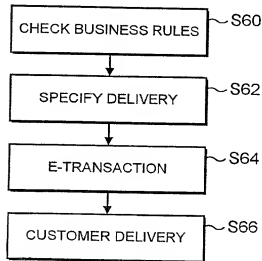 CHECK BUSINESS RULES
S60
SPECIFY DELIVERY
S62
E-TRANSACTION
S64
CUSTOMER DELIVERY
S66